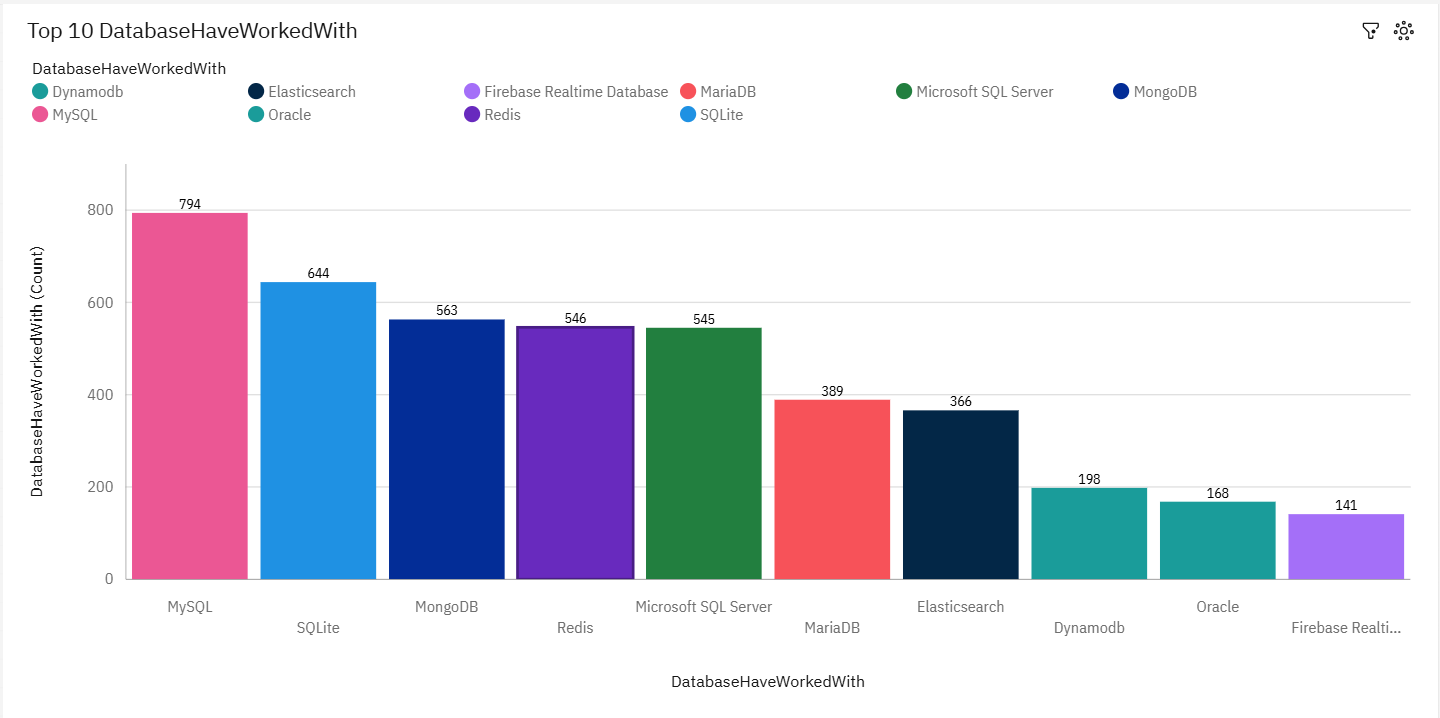 Top 10 DatabaseHaveWorkedWith
DatabaseHaveWorkedWith
Dynamodb Elasticsearch Firebase Realtime Database MariaDB Microsoft SQL Server MongoDB
MySQL Oracle Redis SQLite
DatabaseHaveWorkedWith (Count)
800
600
400
200
0
794
644
563
546
545
389
366
198
168
141
MySQL
SQLite
MongoDB
Redis
Microsoft SQL Server
MariaDB
Elasticsearch
Dynamodb
Oracle
Firebase Realti...
DatabaseHaveWorkedWith